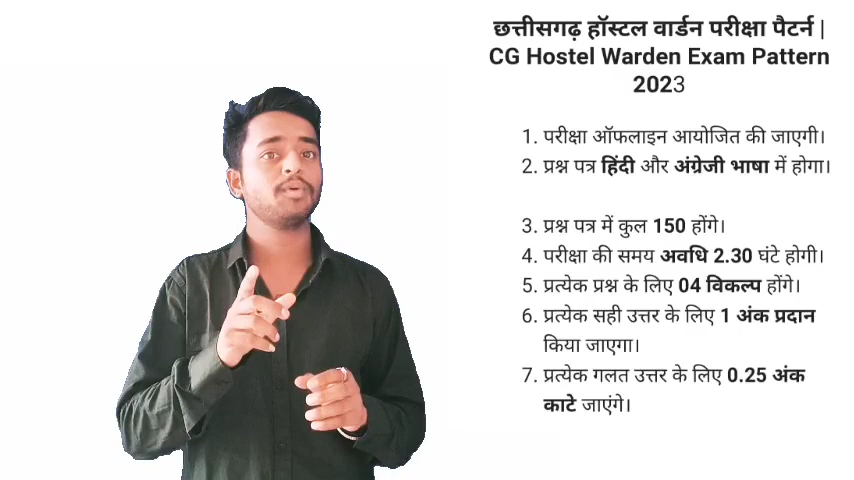 छत्तीसगढ़ हॉस्टल वार्डन परीक्षा पैटर्न |
CG Hostel Warden Exam Pattern
2023
1. परीक्षा ऑफलाइन आयोजित की जाएगी।
2. प्रश्न पत्र हिंदी और अंग्रेजी भाषा में होगा।
3. प्रश्न पत्र में कुल 150 होंगे।
4. परीक्षा की समय अवधि 2.30 घंटे होगी।
5. प्रत्येक प्रश्न के लिए 04 विकल्प होंगे।
6. प्रत्येक सही उत्तर के लिए 1 अंक प्रदान
किया जाएगा।
7. प्रत्येक गलत उत्तर के लिए 0.25 अंक
काटे जाएंगे।